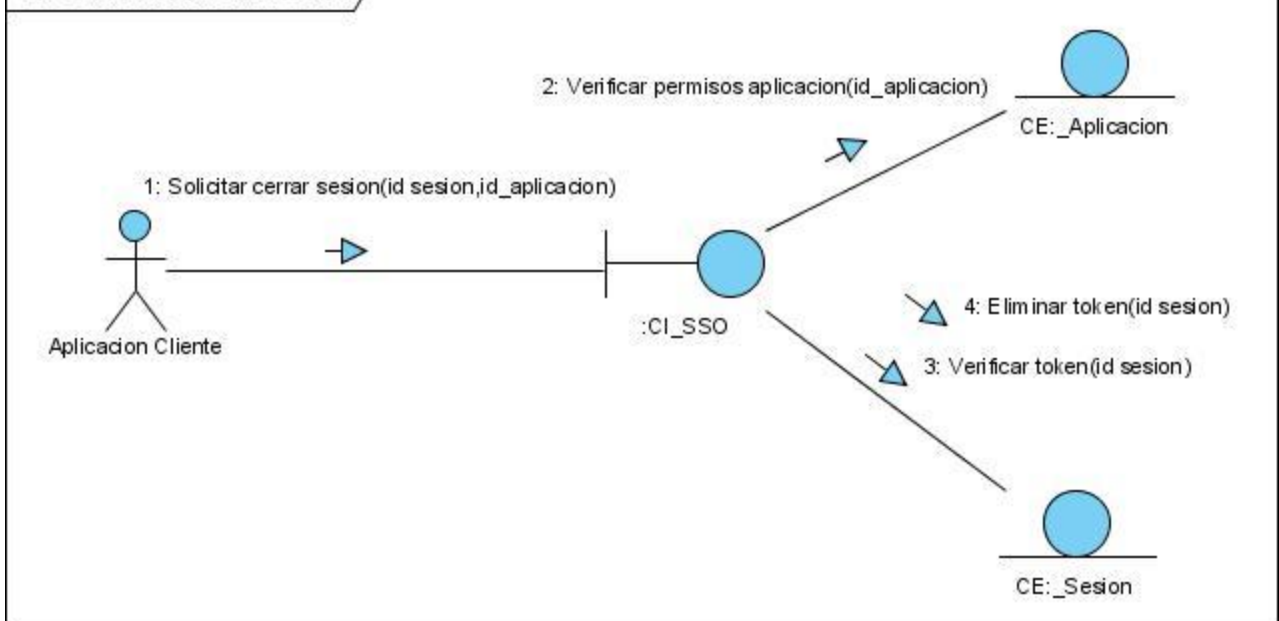 2: Verificar permisos aplicacion(id_aplicacion)
CE:_Aplicacion
1: Solicitar cerrar sesion(id sesion,id_aplicacion)
:CI_SSO
Aplicacion Cliente
4: Eliminar token(id sesion)
3: Verificar token(id sesion)
CE:_Sesion